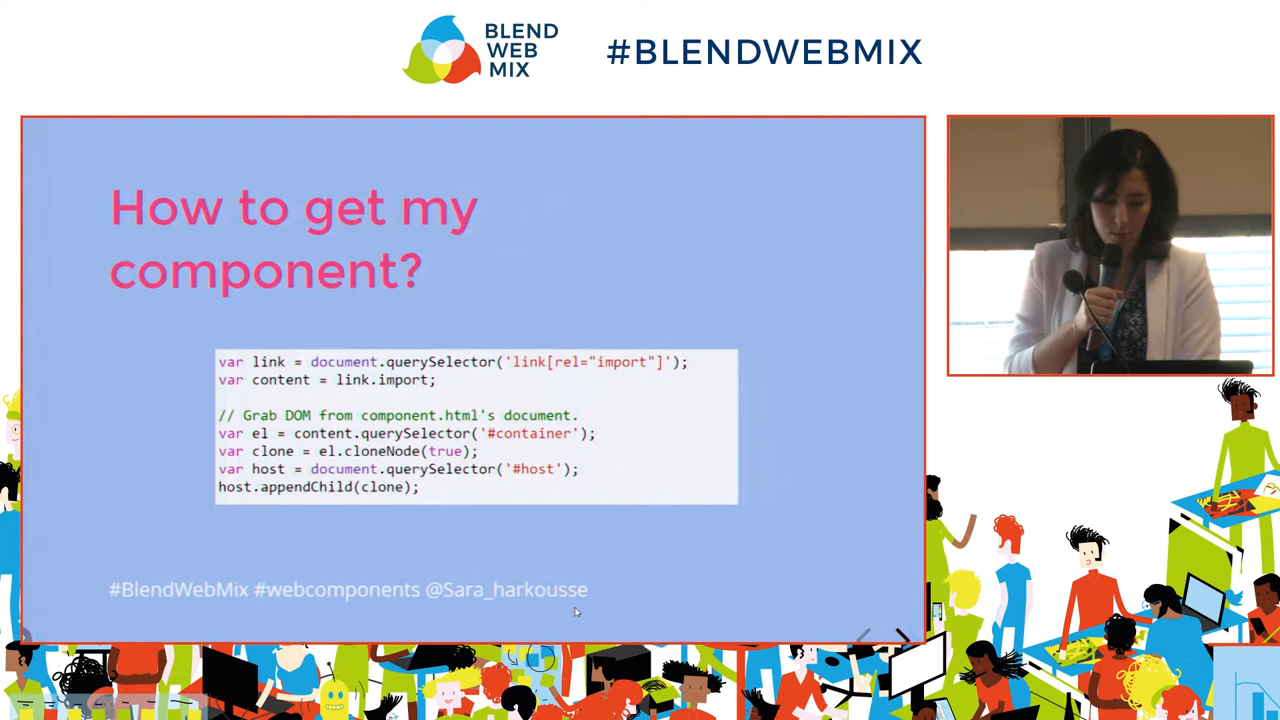 BLEND
WEB
MIX
#BLENDWEBMIX
How to get my
component?
var link = document.querySelector('link[rel="import"]');
var content = link.import;
// Grab DOM from component.html's document.
var el = content.querySelector('#container');
var clone = el.cloneNode(true);
var host = document.querySelector('#host');
host.appendChild(clone);
#BlendWebMix #webcomponents @Sara_harkousse